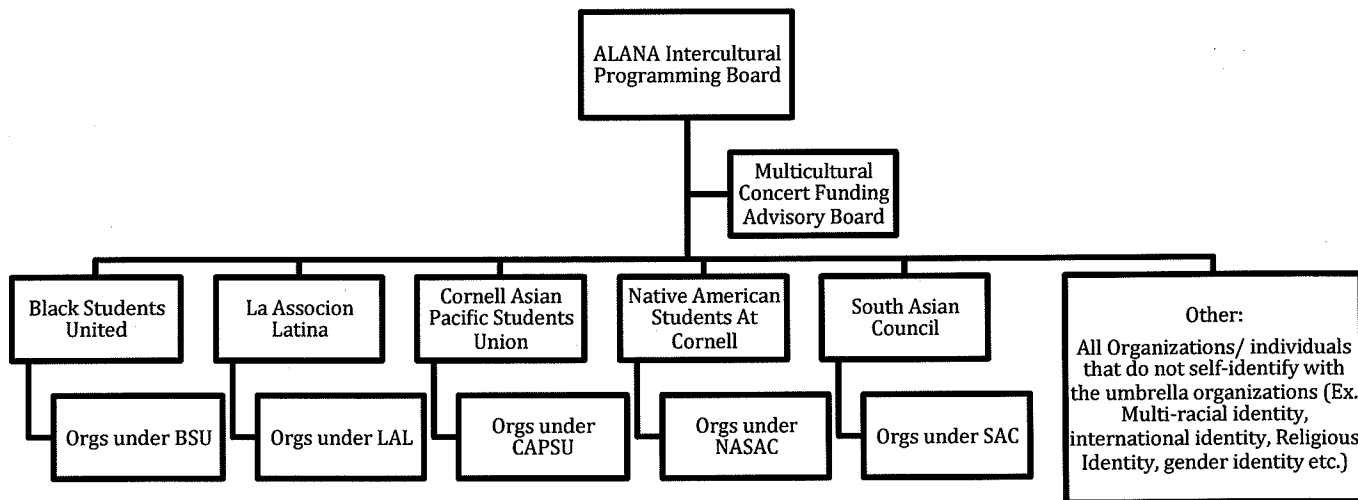 ALANA Intercultural
Programming Board
Multicultural
Concert Funding
Advisory Board
Black Students
United
La Associon
Latina
Cornell Asian
Pacific Students
Union
Native American
Students At
Cornell
South Asian
Council
Other:
All Organizations/ individuals
that do not self-identify with
the umbrella organizations (Ex.
Multi-racial identity,
international identity, Religious
Identity, gender identity etc.)
Orgs under BSU
Orgs under LAL
Orgs under
CAPSU
Orgs under
NASAC
Orgs under SAC